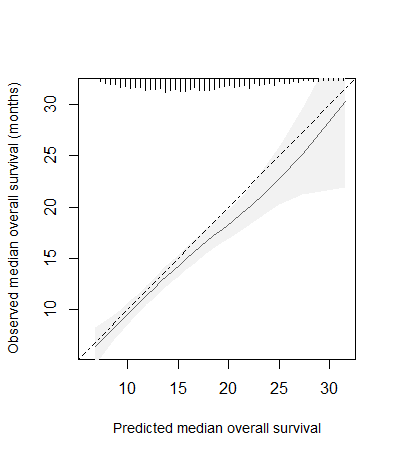 Observed median overall survival (months)
30
25
20
15
10
10 15 20 25 30
Predicted median overall survival